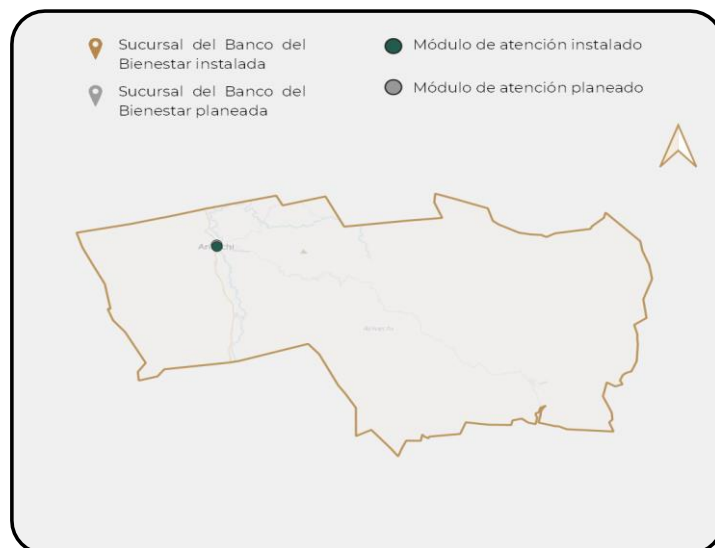 Sucursal del Banco del
Bienestar instalada
Sucursal del Banco del
Bienestar planeada
Módulo de atención instalado
Módulo de atención planeado